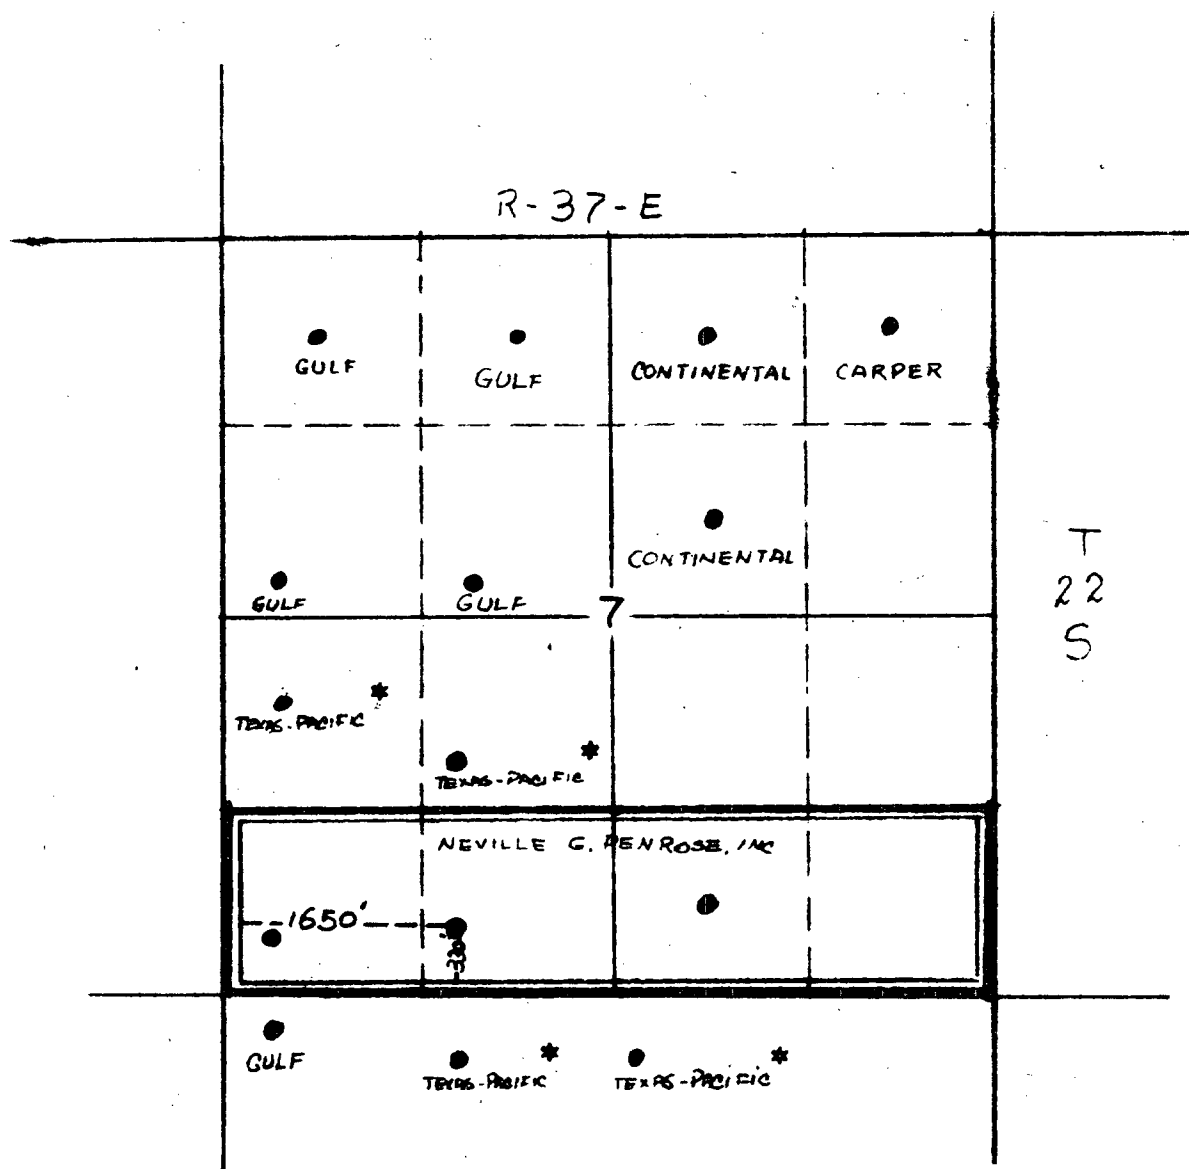 R-37-E
GULF
GULF
CONTINENTAL
CARPER
CONTINENTAL
T
22
S
GULF
GULF
7
TEXAS-PACIFIC *
TEXAS-PACIFIC *
NEVILLE G. PENROSE, INC
1650'
330'
GULF
TEXAS-PACIFIC *
TEXAS-PACIFIC *